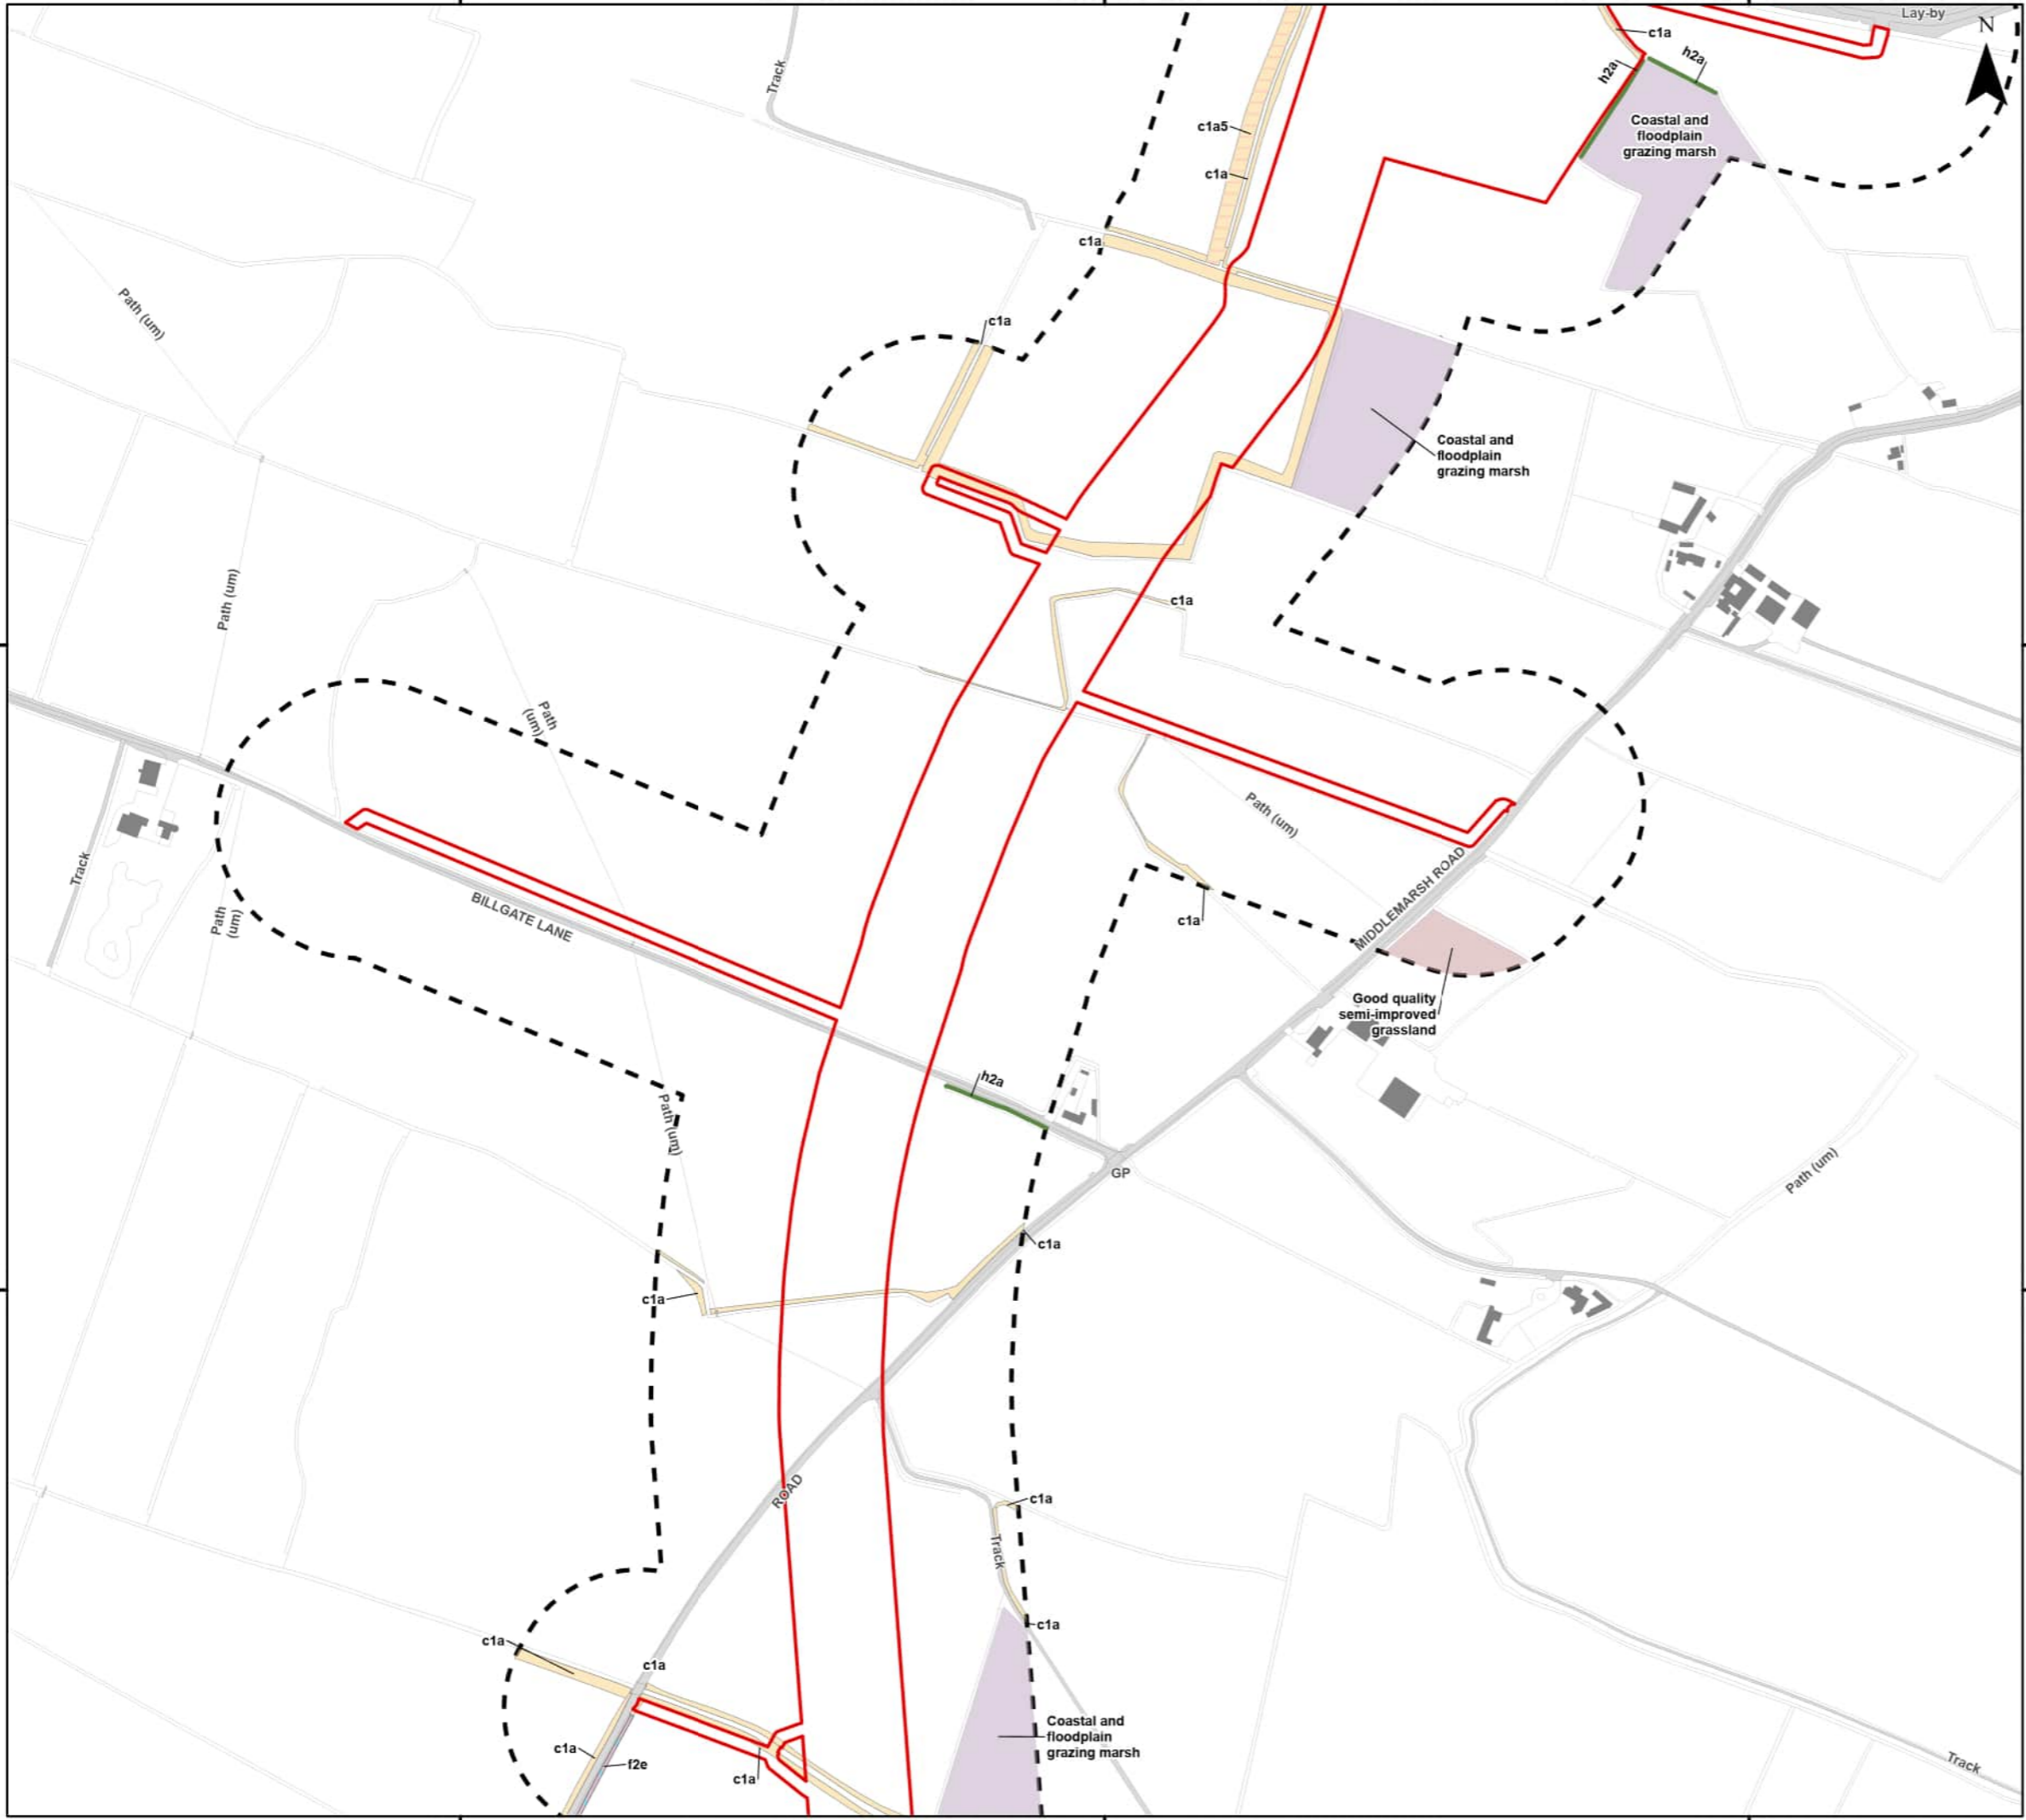 Lay-by
N
c1a
h2a
h2a
Track
Coastal and
floodplain
grazing marsh
c1a5
c1a
c1a
Path (um)
c1a
Coastal and
floodplain
grazing marsh
Path (um)
c1a
Path
(um)
Path (um)
Track
MIDDLEMARSH ROAD
BILLGATE LANE
Path
(um)
c1a
Good quality
semi-improved
grassland
h2a
Path (um)
GP
Path (um)
c1a
c1a
ROAD
c1a
Track
c1a
c1a
c1a
Coastal and
floodplain
grazing marsh
c1a
f2e
c1a
Track